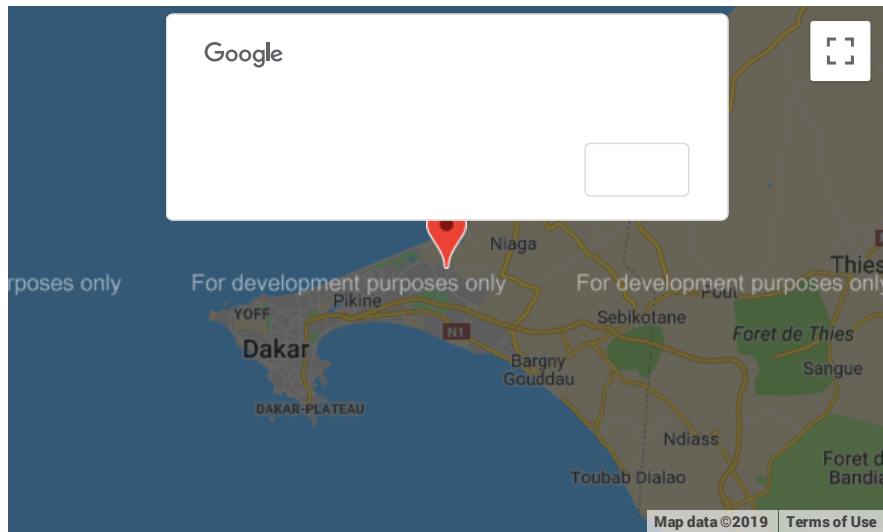 Google
Niaga
Thies
rposes only
For development purposes only
For development purposes only
Pikine
Pout
YOFF
Sebikotane
N1
Foret de Thies
Dakar
Bargny
Gouddau
Sangue
DAKAR-PLATEAU
Ndiass
Foret d
Bandia
Toubab Dialao
Map data ©2019
Terms of Use